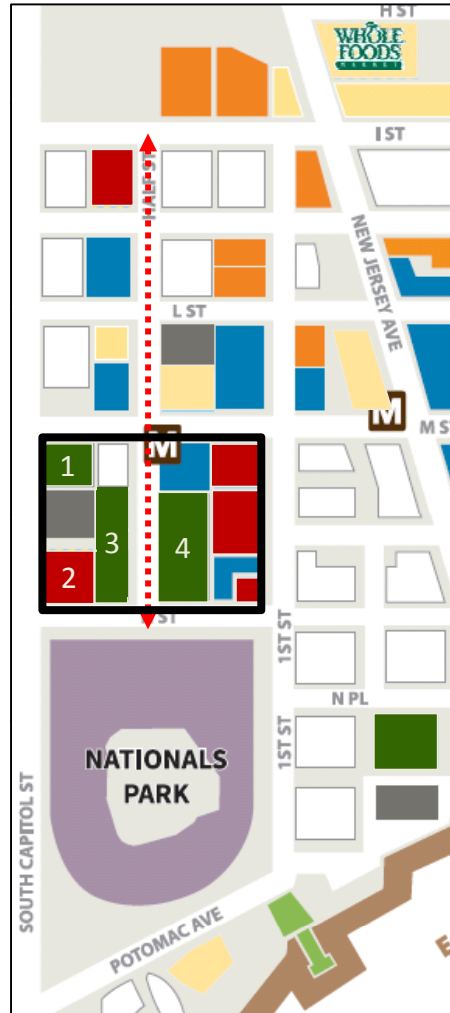 H ST
WHOLE
FOODS
MARKET
I ST
HALF ST
NEW JERSEY AVE
L ST
M
M
M ST
1
3
4
2
ST
1ST ST
N PL
1ST ST
NATIONALS
PARK
SOUTH CAPITOL ST
POTOMAC AVE
E